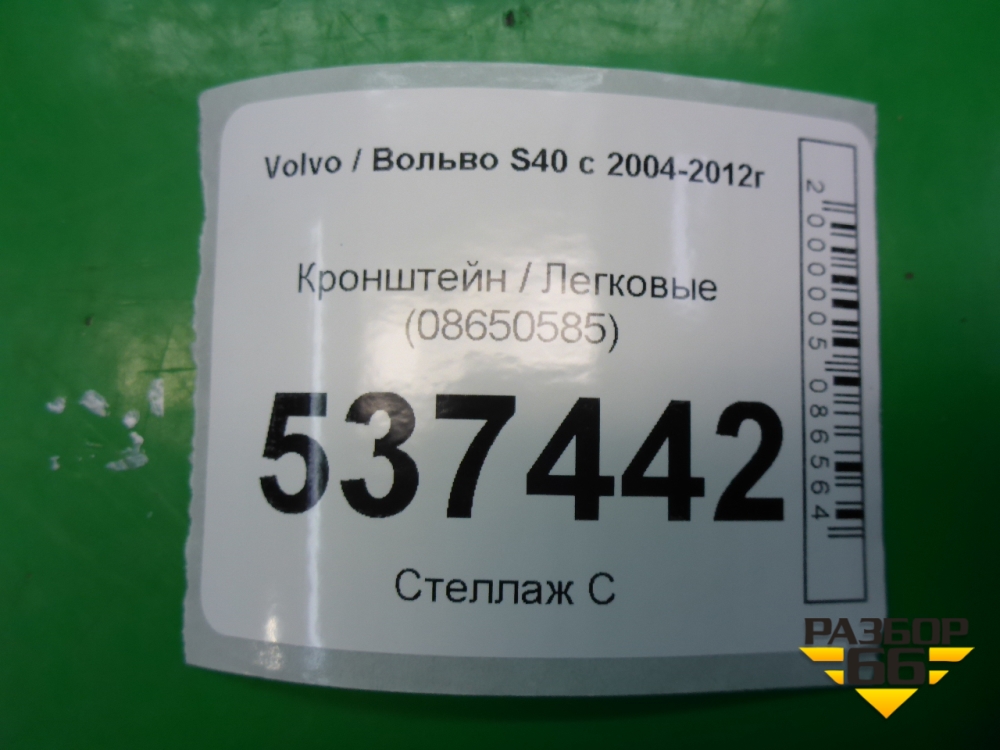 Volvo / Вольво S40 с 2004-2012г
Кронштейн / Легковые
(08650585)
537442
Стеллаж С
2000005086564
РАЗБОР
66